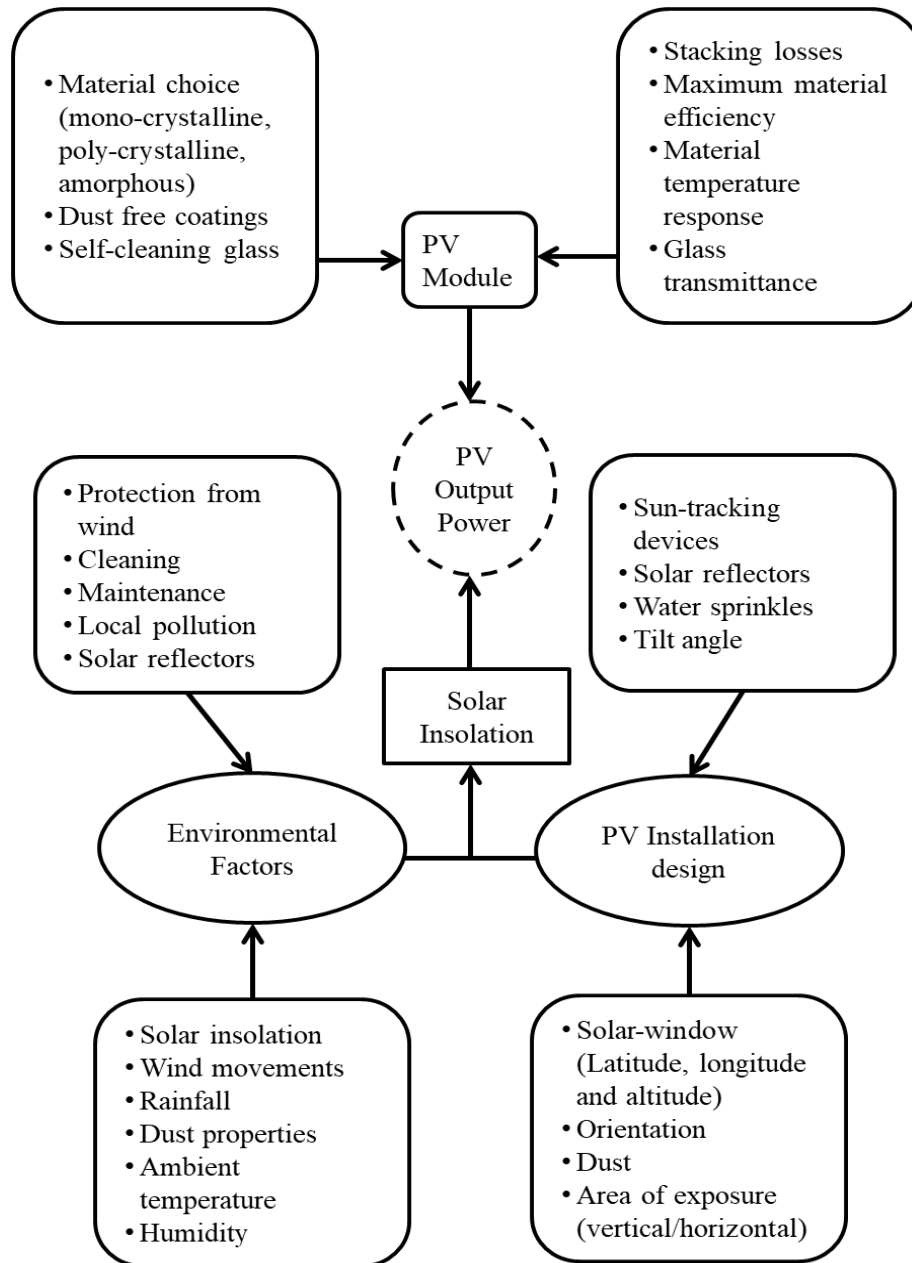 • Material choice
(mono-crystalline,
poly-crystalline,
amorphous)
• Dust free coatings
• Self-cleaning glass
PV
Module
• Stacking losses
• Maximum material
efficiency
• Material
temperature
response
• Glass
transmittance
PV
Output
Power
• Protection from
wind
• Cleaning
• Maintenance
• Local pollution
• Solar reflectors
• Sun-tracking
devices
• Solar reflectors
• Water sprinkles
• Tilt angle
Solar
Insolation
Environmental
Factors
PV Installation
design
• Solar insolation
• Wind movements
• Rainfall
• Dust properties
• Ambient
temperature
• Humidity
• Solar-window
(Latitude, longitude
and altitude)
• Orientation
• Dust
• Area of exposure
(vertical/horizontal)